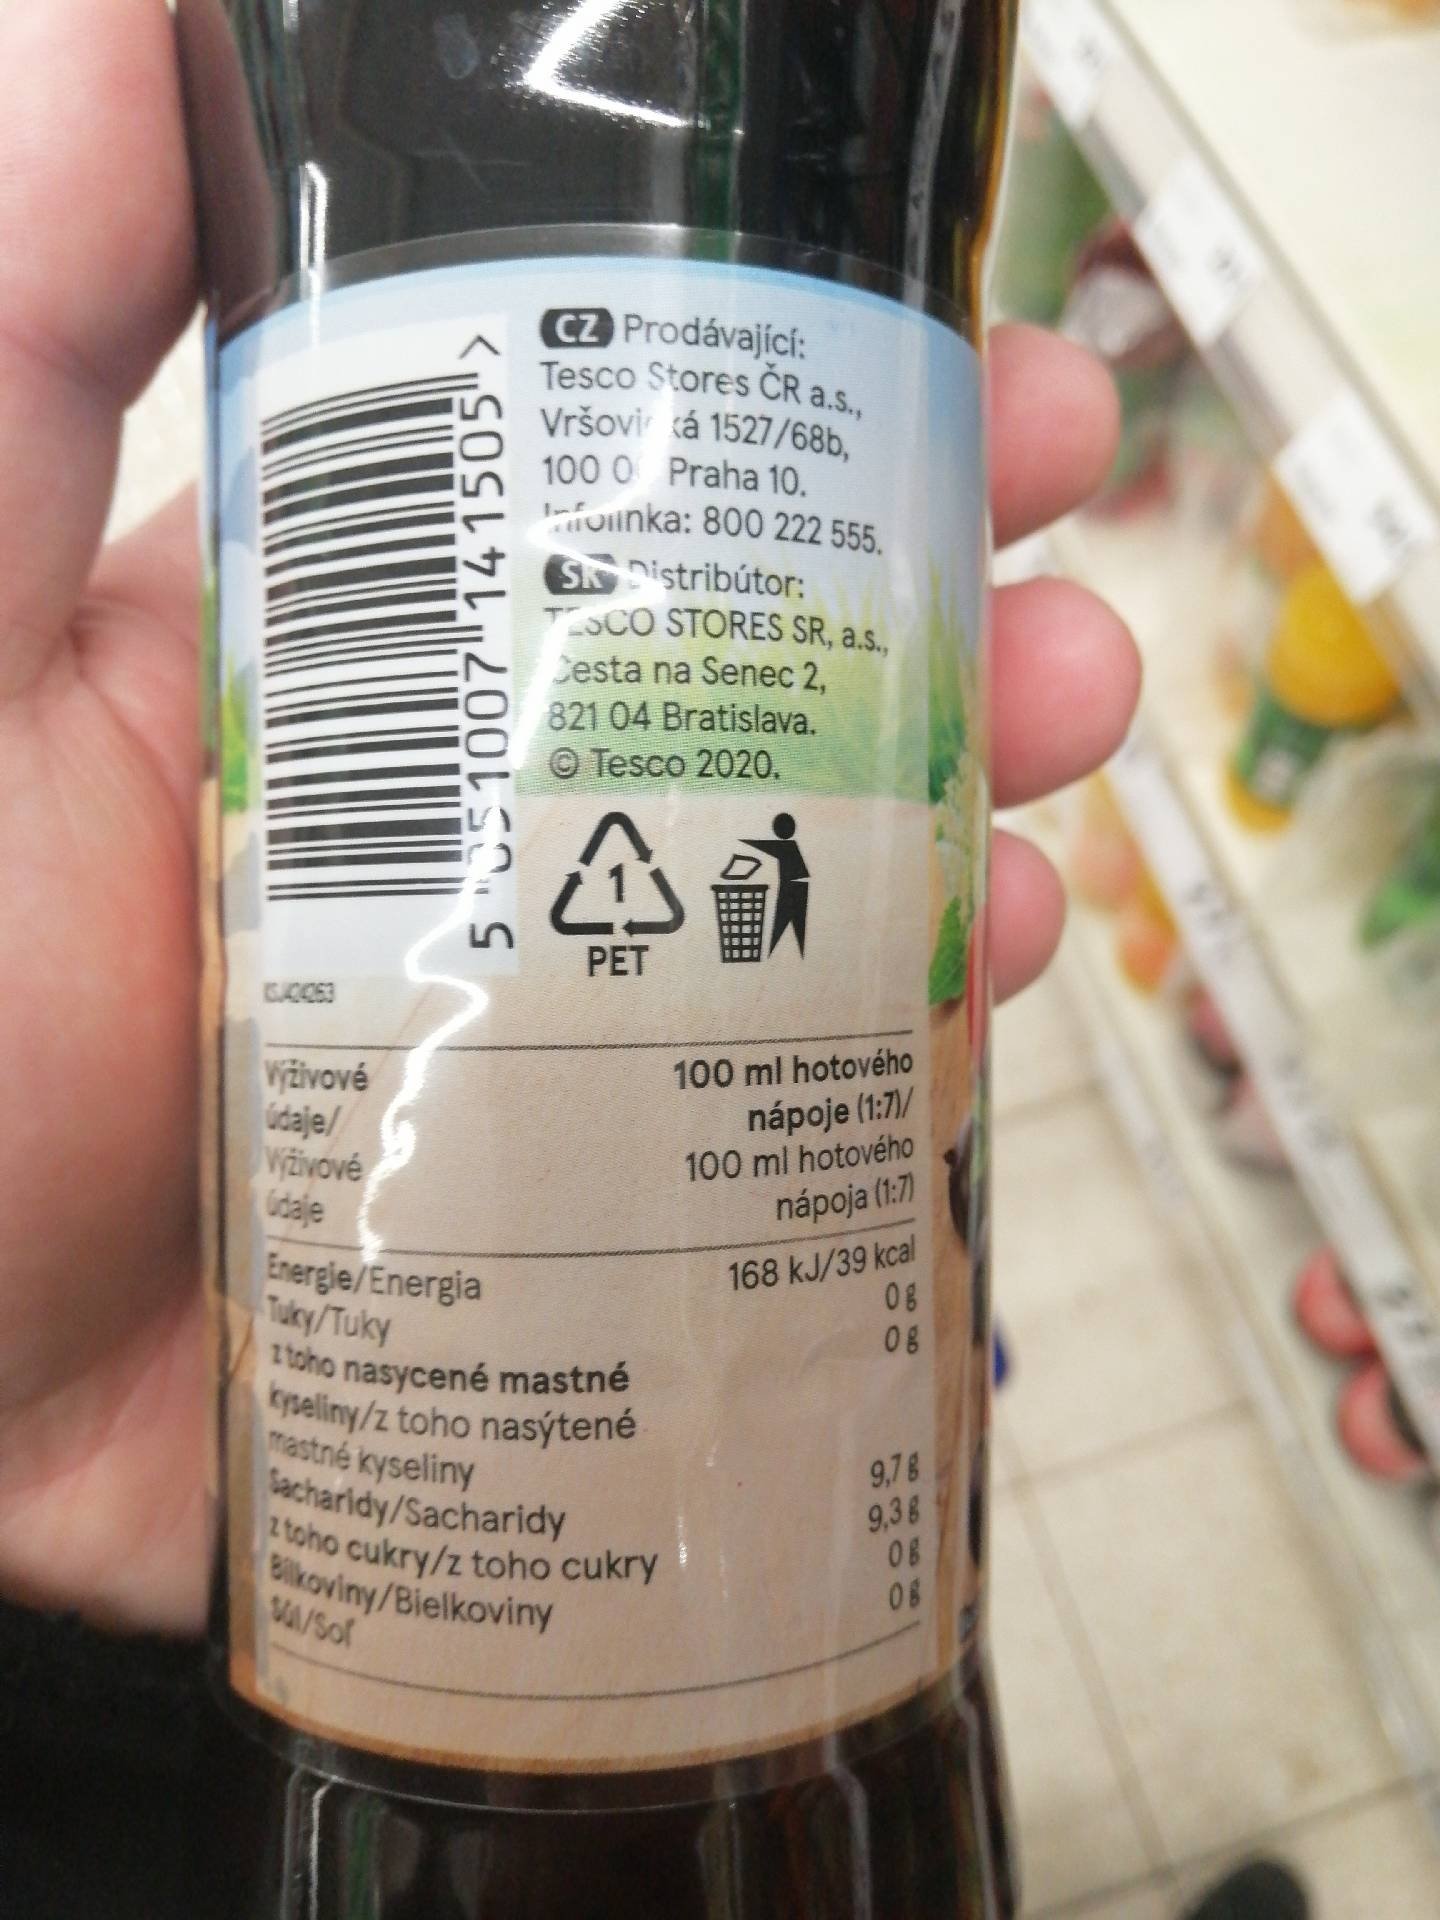 CZ Prodávající:
Tesco Stores ČR a.s.,
1527/68b,
100 Praha 10.
Infolinka: 800 222 555.
SK Distribútor:
TESCO STORES SR, a.s.,
Cesta na Senec 2,
821 04 Bratislava.
© Tesco 2020.
5 051007 141505 >
1
PET
KSJ424263
Výživové
údaje/
Výživové
údaje
100 ml hotového
nápoje (1:7)/
100 ml hotového
nápoja (1:7)
Energie/Energia 168 kJ/39 kcal
Tuky/Tuky 0 g
z toho nasycené mastné 0 g
kyseliny/z toho nasýtené
mastné kyseliny
Sacharidy/Sacharidy 9,7 g
z toho cukry/z toho cukry 9,3 g
Bílkoviny/Bielkoviny 0 g
Sůl/Soľ 0 g